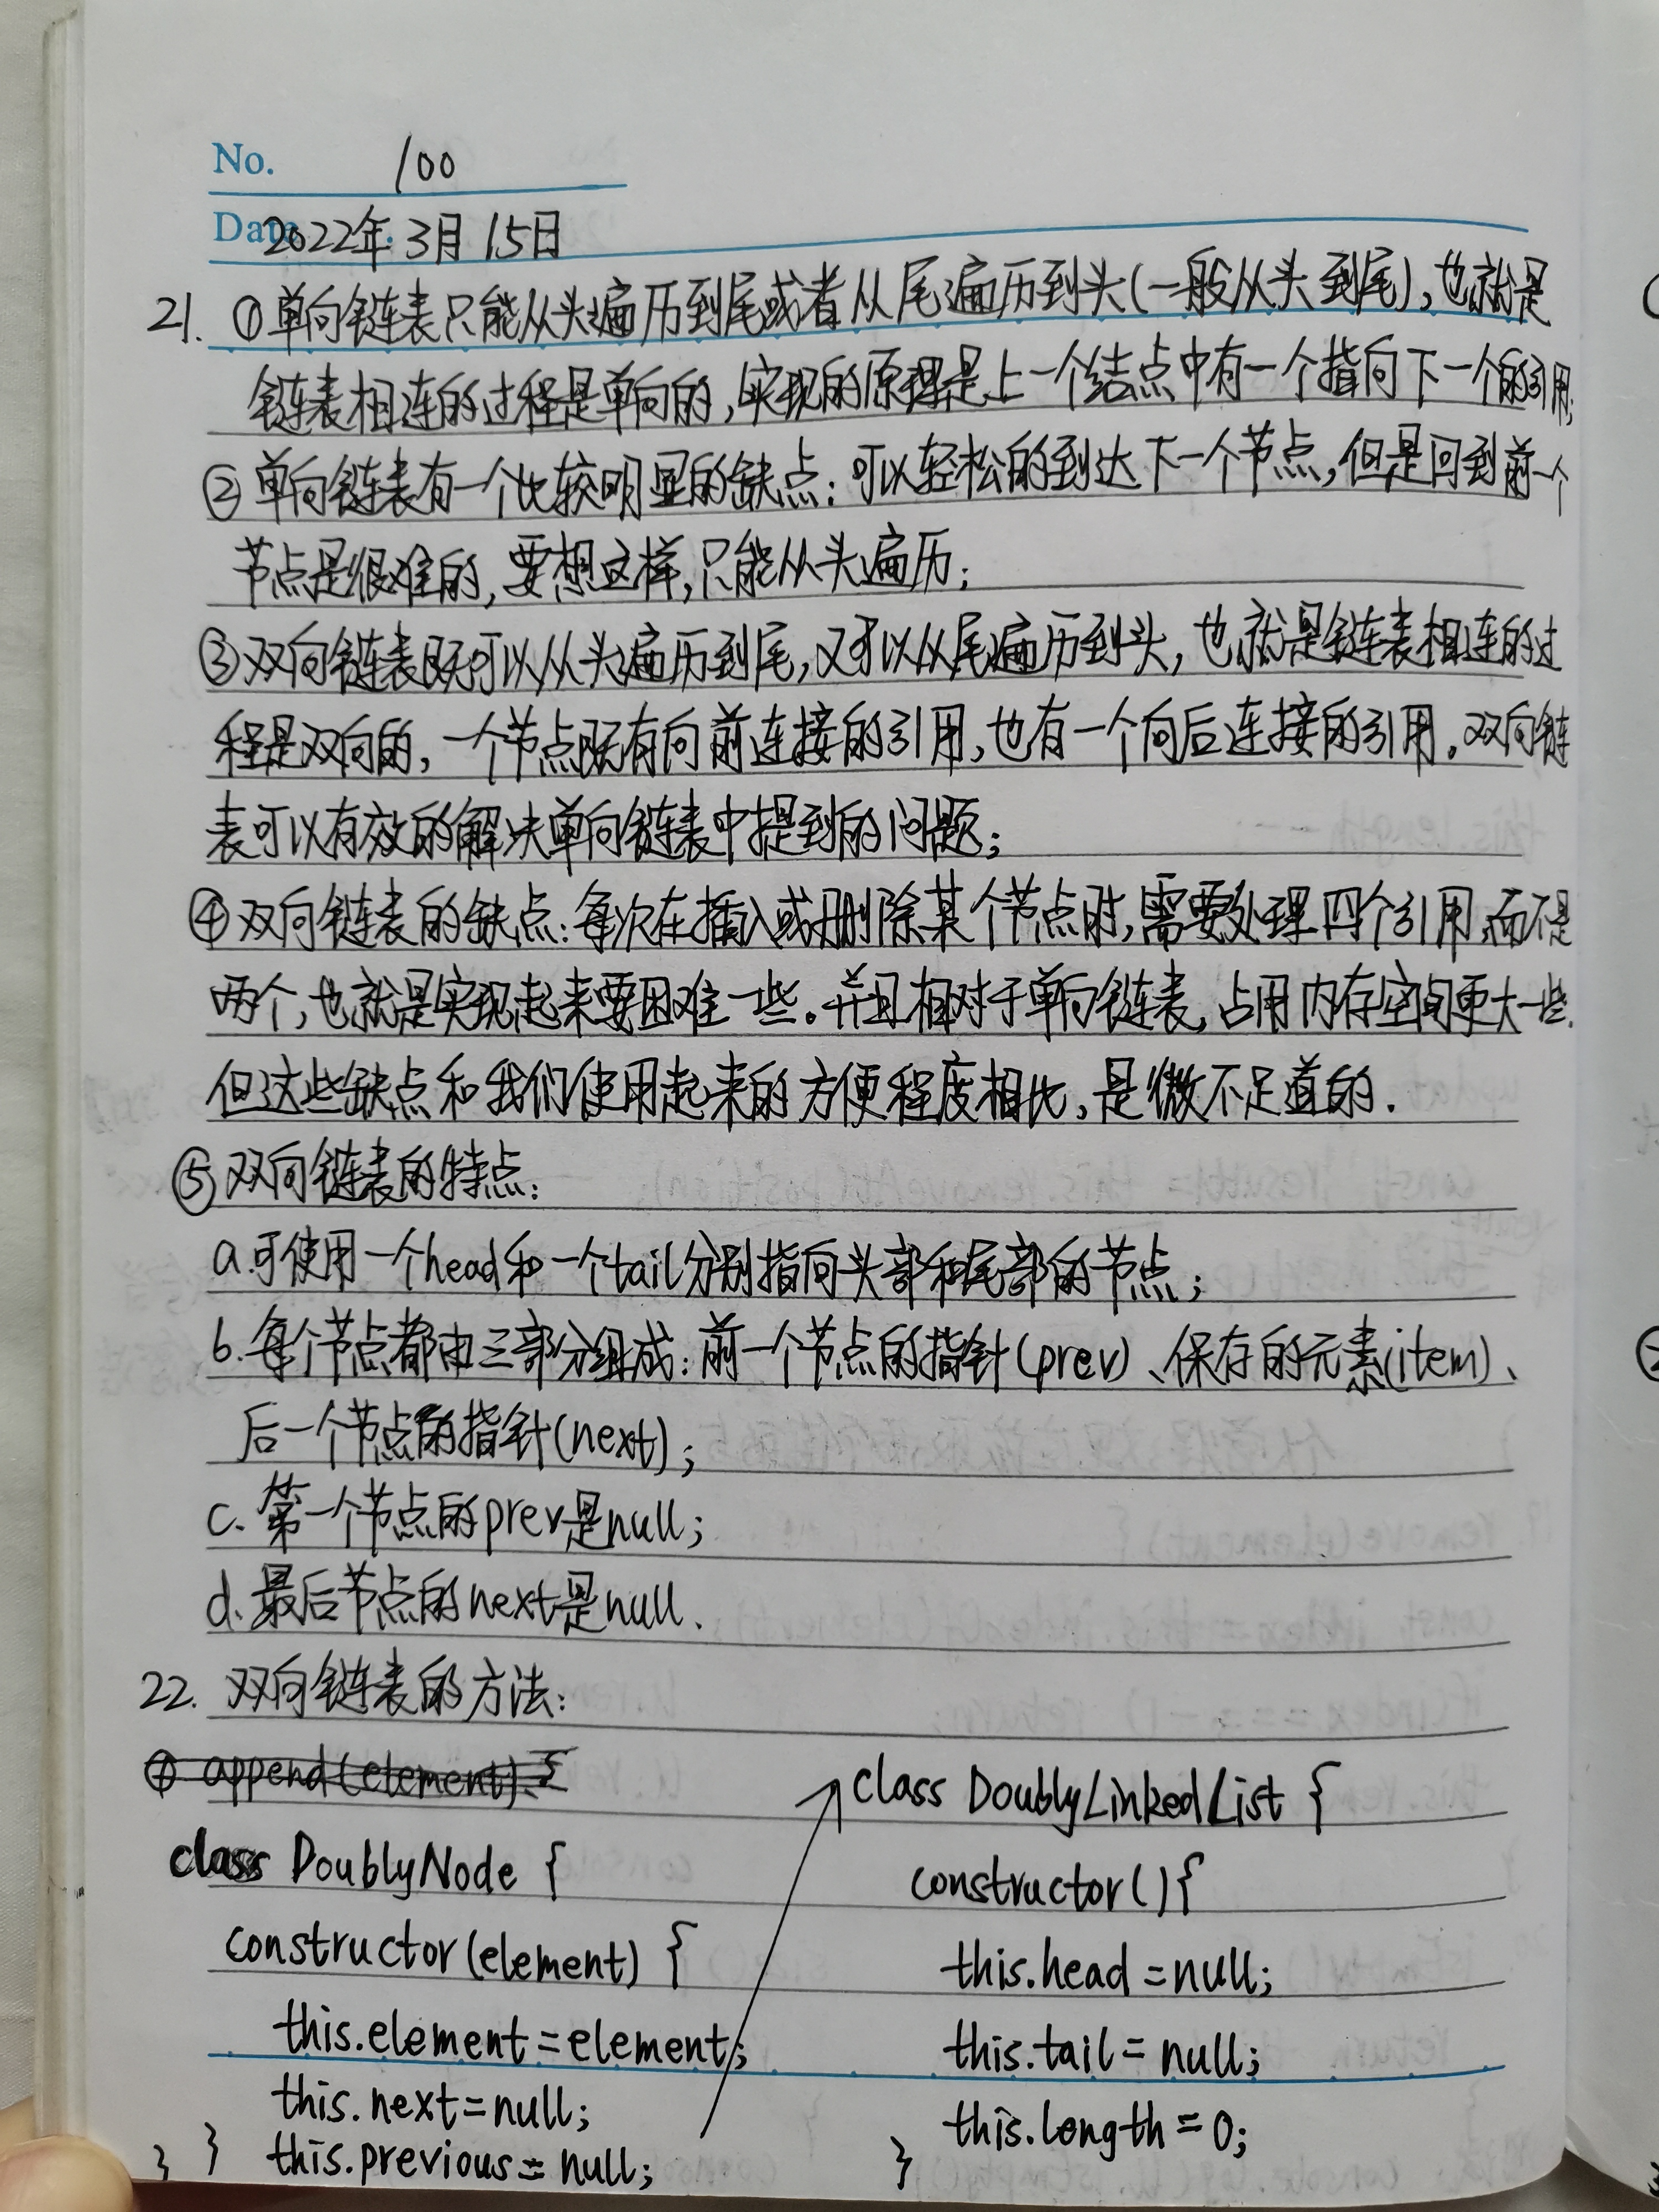 No. 100
Date. 2022年3月15日
21. ①单向链表只能从头遍历到尾或者从尾遍历到头(一般从头到尾),也就是
链表相连的过程是单向的,实现的原理是上一个结点中有一个指向下一个的引用;
②单向链表有一个比较明显的缺点:可以轻松的到达下一个节点,但是回到前一个
节点是很难的,要想这样,只能从头遍历;
③双向链表既可以从头遍历到尾,又可以从尾遍历到头,也就是链表相连的过
程是双向的,一个节点既有向前连接的引用,也有一个向后连接的引用。双向链
表可以有效的解决单向链表中提到的问题;
④双向链表的缺点:每次在插入或删除某个节点时,需要处理四个引用,而不是
两个,也就是实现起来要困难一些。并且相对于单向链表,占用内存空间更大一些.
但这些缺点和我们使用起来的方便程度相比,是微不足道的.
⑤双向链表的特点:
a.可使用一个head和一个tail分别指向头部和尾部的节点;
b.每个节点都由三部分组成:前一个节点的指针(prev)、保存的元素(item)、
后一个节点的指针(next);
c.第一个节点的prev是null;
d.最后节点的next是null.
22. 双向链表的方法:
① append(element) {
class DoublyNode {
constructor(element) {
this.element=element;
this.next=null;
this.previous=null;
} }
class DoublyLinkedList {
constructor(){
this.head=null;
this.tail=null;
this.length=0;
}